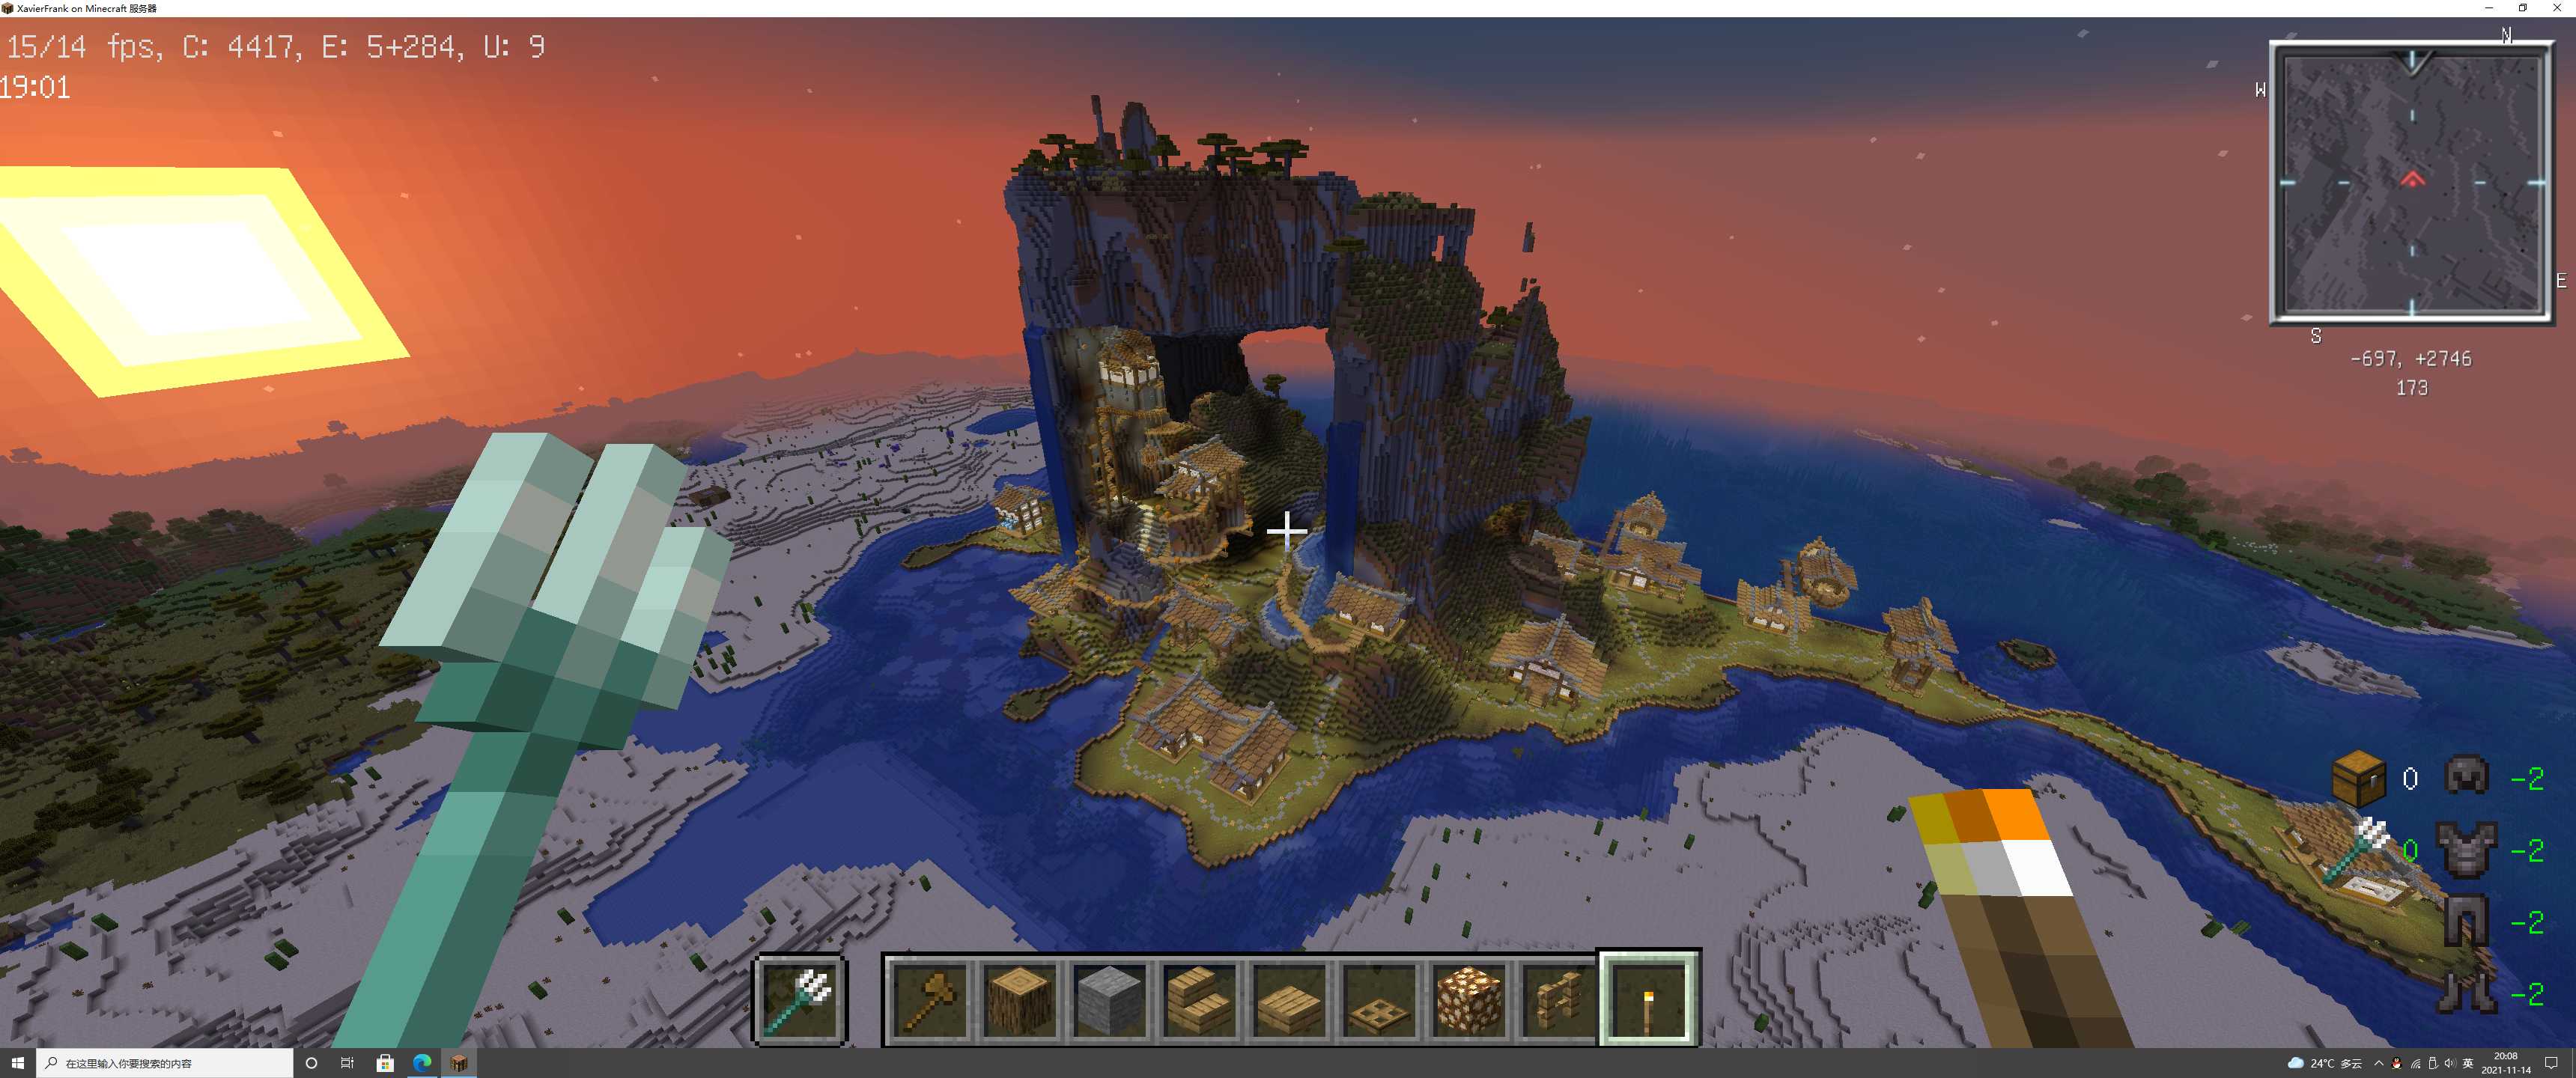 XavierFrank on Minecraft 服务器
15/14 fps, C: 4417, E: 5+284, U: 9
19:01
N
W
E
S
-697, +2746
173
0 -2
0 -2
-2
-2
在这里输入你要搜索的内容
24°C 多云
英
20:08
2021-11-14